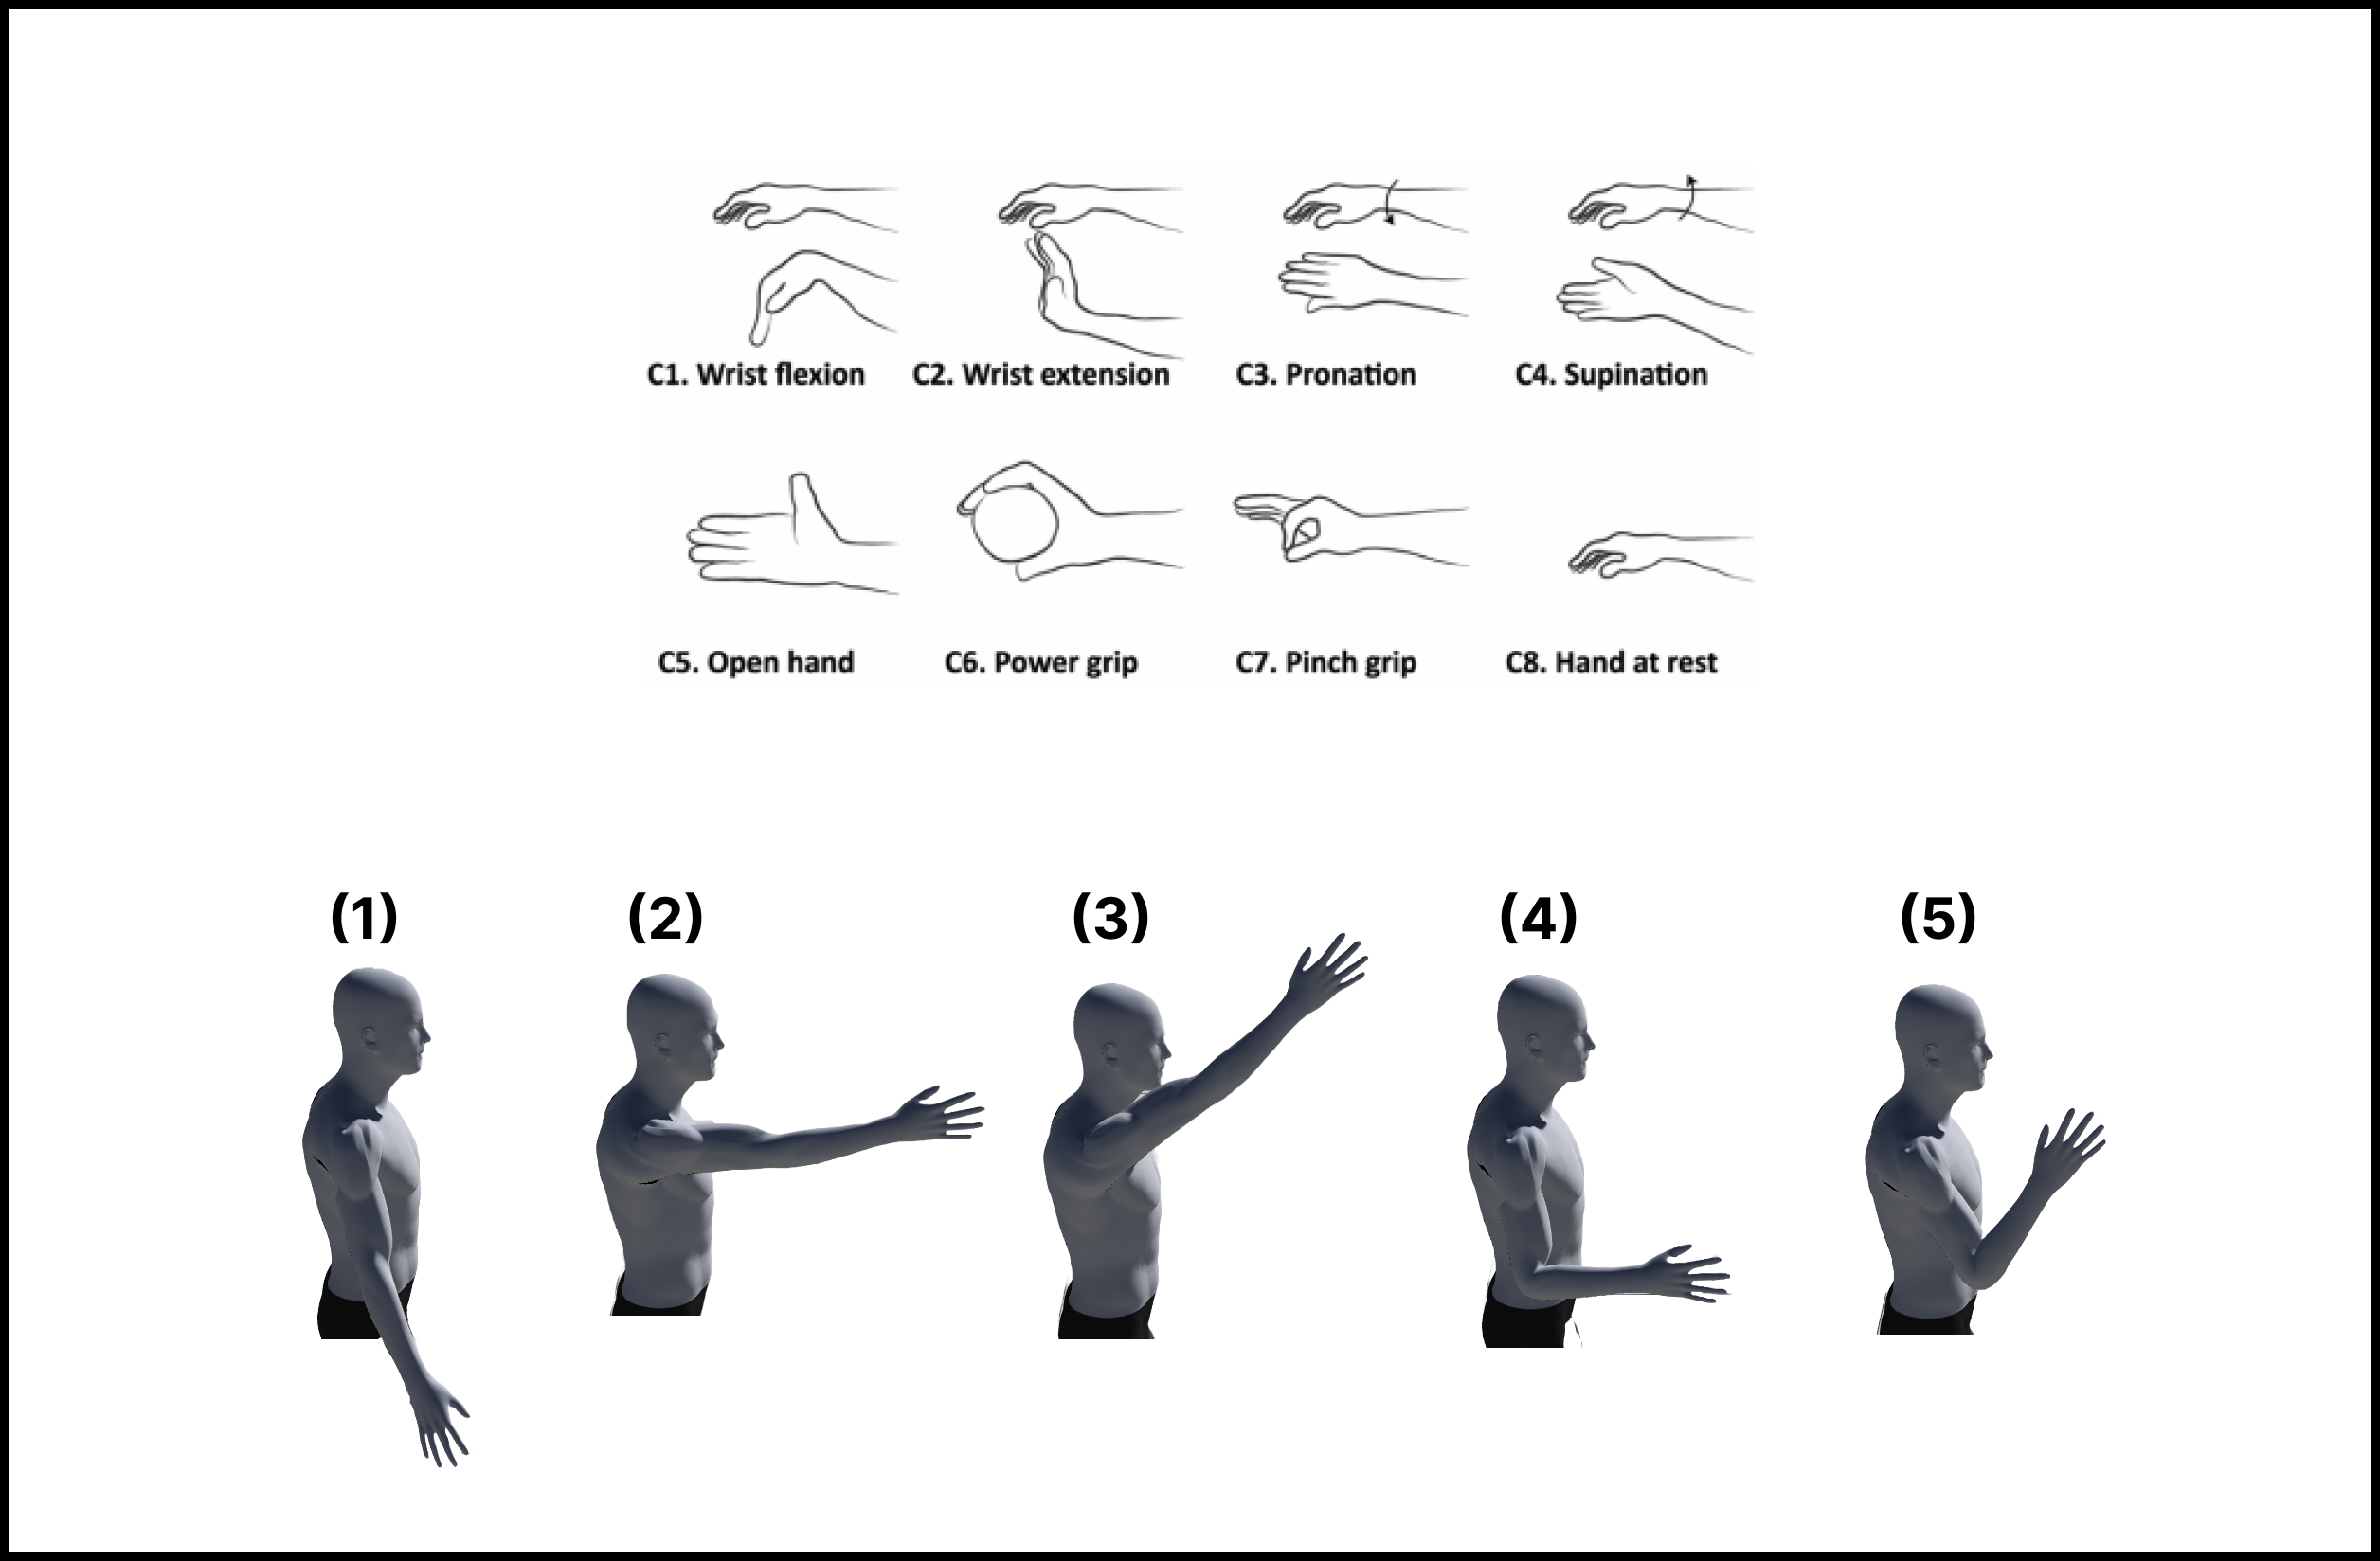 C1. Wrist flexion C2. Wrist extension C3. Pronation C4. Supination
C5. Open hand C6. Power grip C7. Pinch grip C8. Hand at rest
(1) (2) (3) (4) (5)